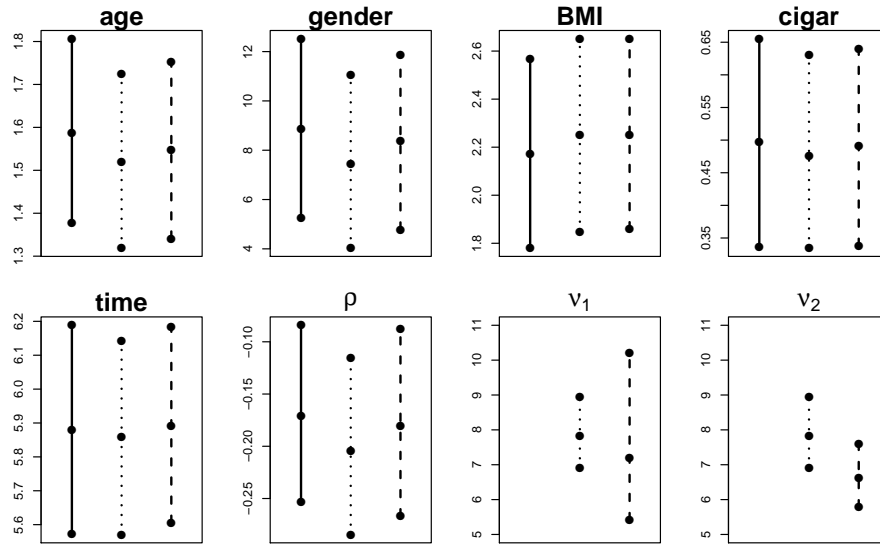 age gender BMI cigar
1.3 1.4 1.5 1.6 1.7 1.8
4 6 8 10 12
1.8 2.0 2.2 2.4 2.6
0.35 0.45 0.55 0.65
time ρ ν1 ν2
5.6 5.7 5.8 5.9 6.0 6.1 6.2
−0.25 −0.20 −0.15 −0.10
5 6 7 8 9 10 11
5 6 7 8 9 10 11